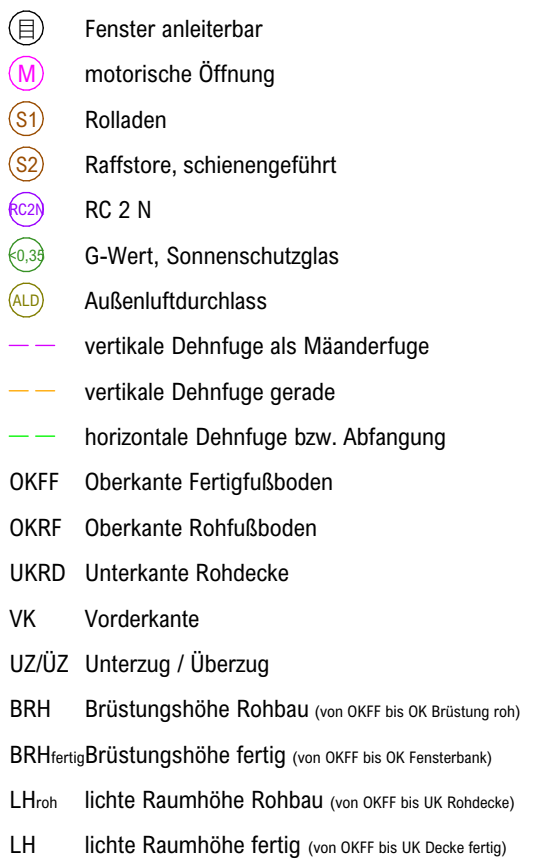 Fenster anleiterbar
M motorische Öffnung
S1 Rolladen
S2 Raffstore, schienengeführt
RC2N RC 2 N
<0,35 G-Wert, Sonnenschutzglas
ALD Außenluftdurchlass
vertikale Dehnfuge als Mäanderfuge
vertikale Dehnfuge gerade
horizontale Dehnfuge bzw. Abfangung
OKFF Oberkante Fertigfußboden
OKRF Oberkante Rohfußboden
UKRD Unterkante Rohdecke
VK Vorderkante
UZ/ÜZ Unterzug / Überzug
BRH Brüstungshöhe Rohbau (von OKFF bis OK Brüstung roh)
BRHfertig Brüstungshöhe fertig (von OKFF bis OK Fensterbank)
LHroh lichte Raumhöhe Rohbau (von OKFF bis UK Rohdecke)
LH lichte Raumhöhe fertig (von OKFF bis UK Decke fertig)